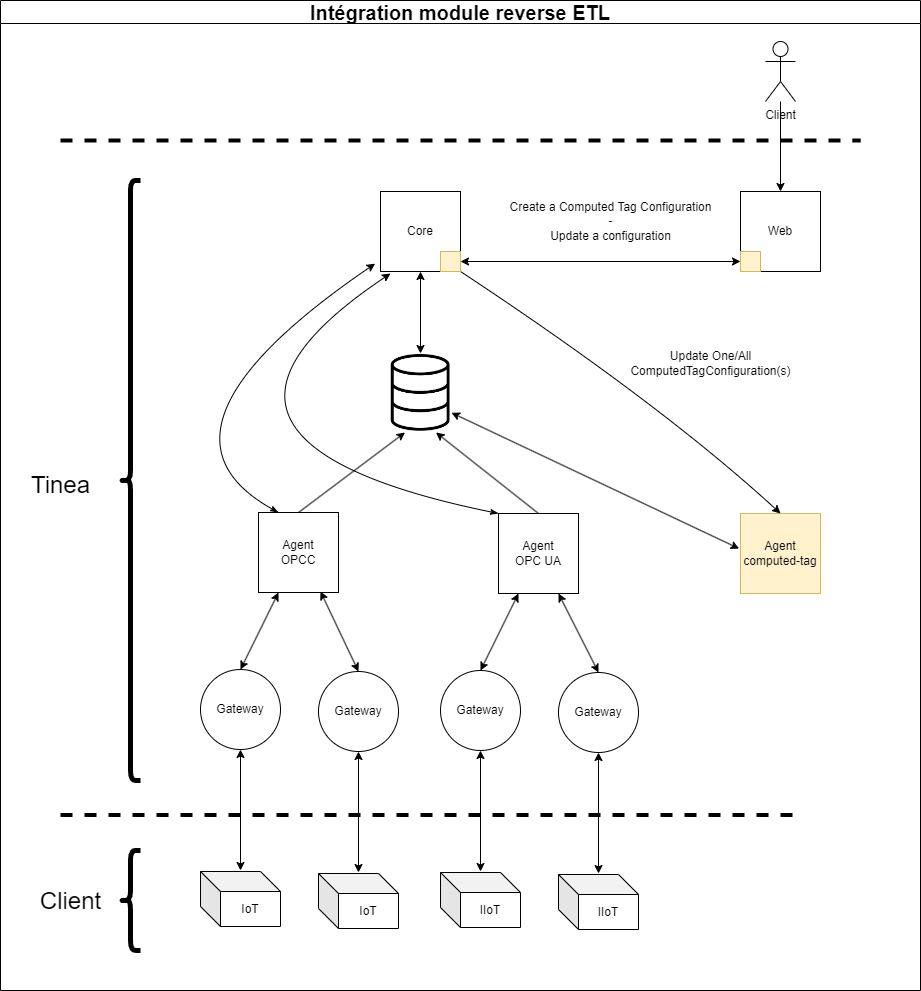 Intégration module reverse ETL
Client
Create a Computed Tag Configuration
-
Update a configuration
Core
Web
Update One/All
ComputedTagConfiguration(s)
Tinea
Agent
OPCC
Agent
OPC UA
Agent
computed-tag
Gateway
Gateway
Gateway
Gateway
Client
IoT
IoT
IIoT
IIoT